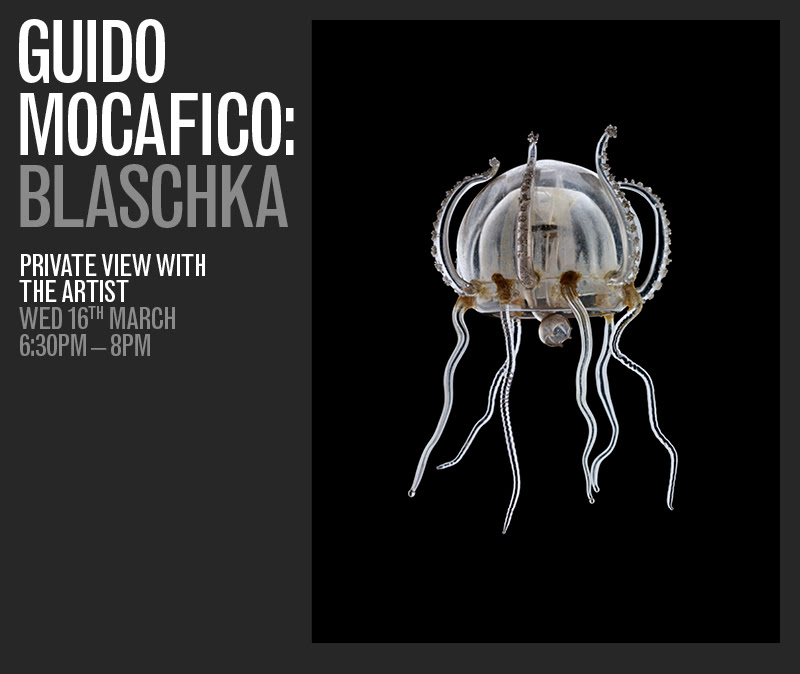 GUIDO
MOCAFICO:
BLASCHKA
PRIVATE VIEW WITH
THE ARTIST
WED 16TH MARCH
6:30PM – 8PM